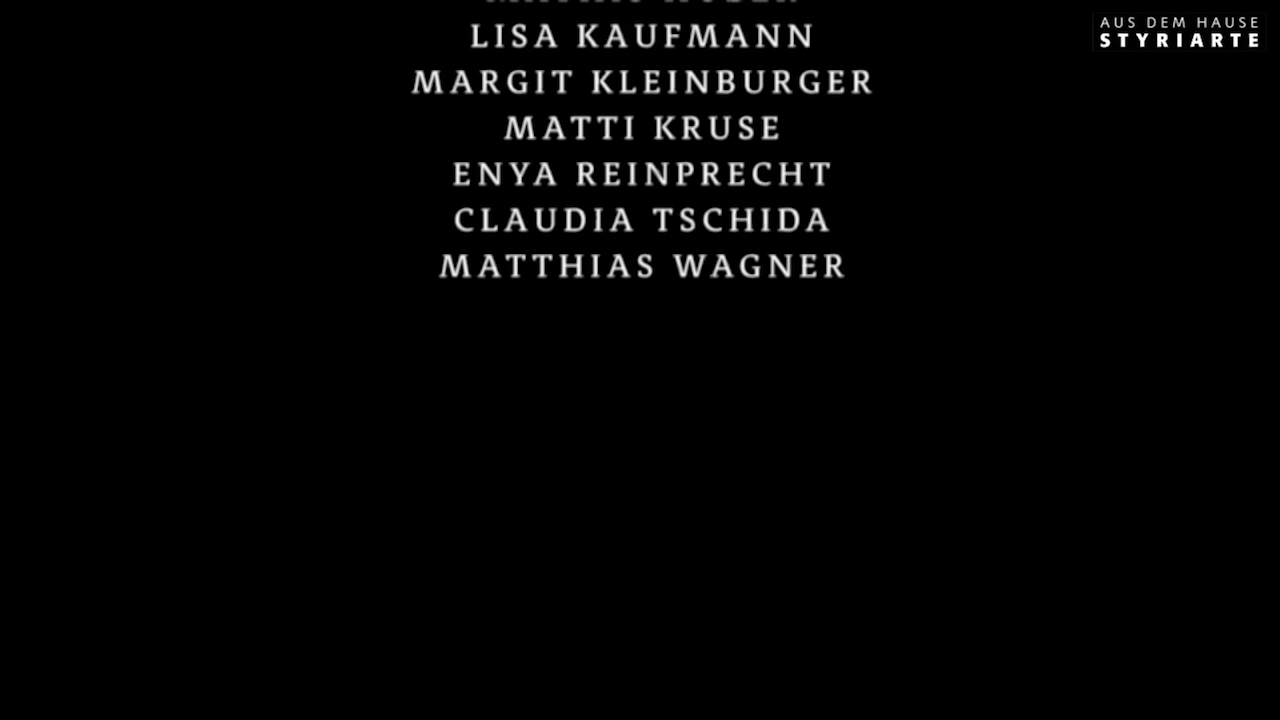 AUS DEM HAUSE
STYRIARTE
LISA KAUFMANN
MARGIT KLEINBURGER
MATTI KRUSE
ENYA REINPRECHT
CLAUDIA TSCHIDA
MATTHIAS WAGNER